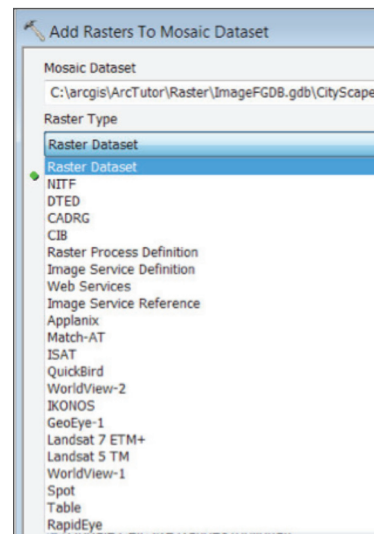 Add Rasters To Mosaic Dataset
Mosaic Dataset
C:\arcgis\ArcTutor\Raster\ImageFGDB.gdb\CityScape
Raster Type
Raster Dataset
Raster Dataset
NITF
DTED
CADRG
CIB
Raster Process Definition
Image Service Definition
Web Services
Image Service Reference
Applanix
Match-AT
ISAT
QuickBird
WorldView-2
IKONOS
GeoEye-1
Landsat 7 ETM+
Landsat 5 TM
WorldView-1
Spot
Table
RapidEye